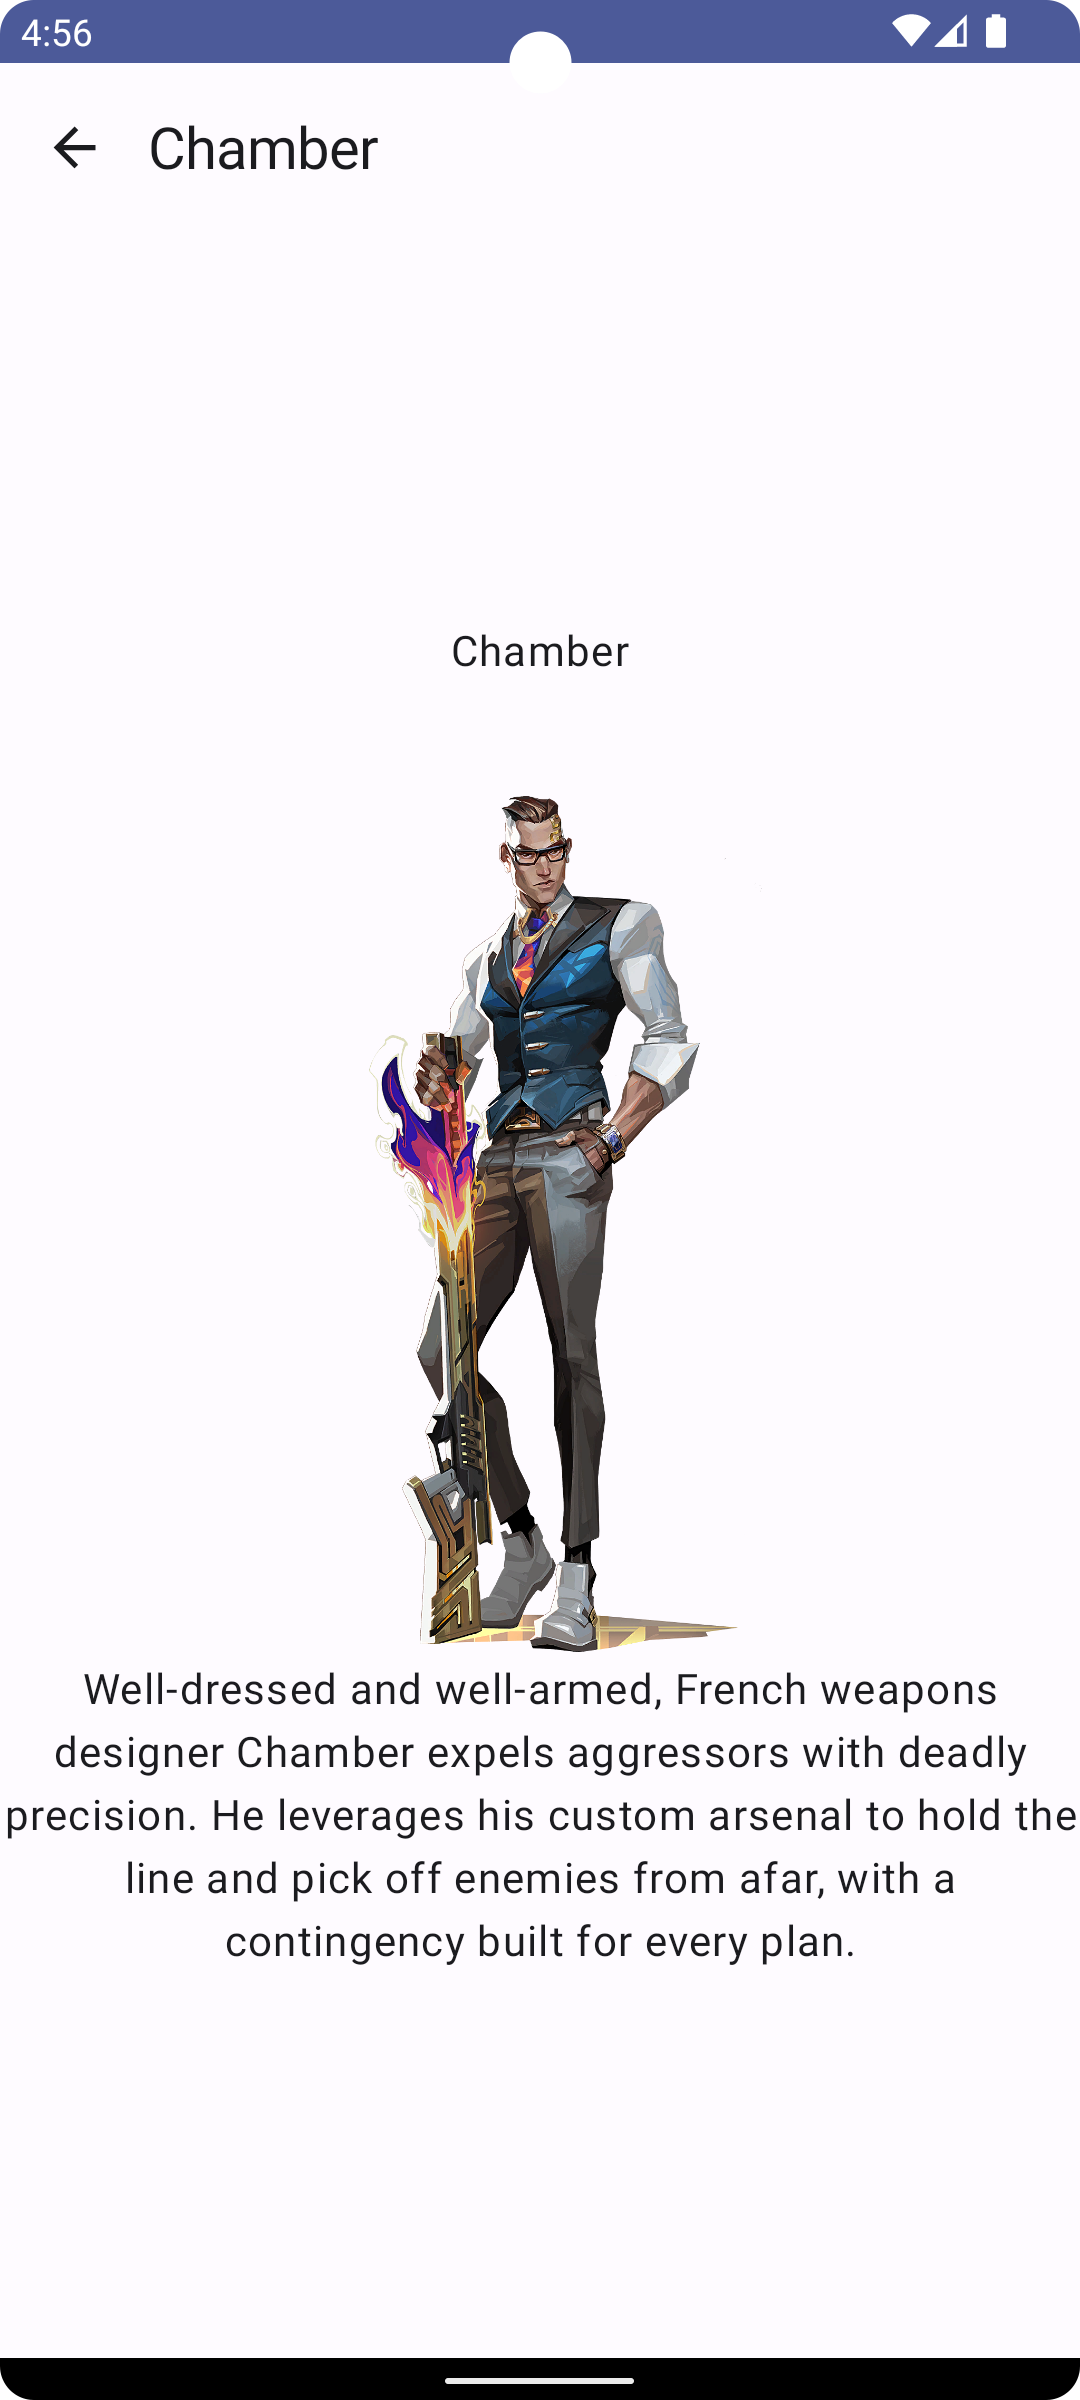 4:56
Chamber
Chamber
Well-dressed and well-armed, French weapons
designer Chamber expels aggressors with deadly
precision. He leverages his custom arsenal to hold the
line and pick off enemies from afar, with a
contingency built for every plan.